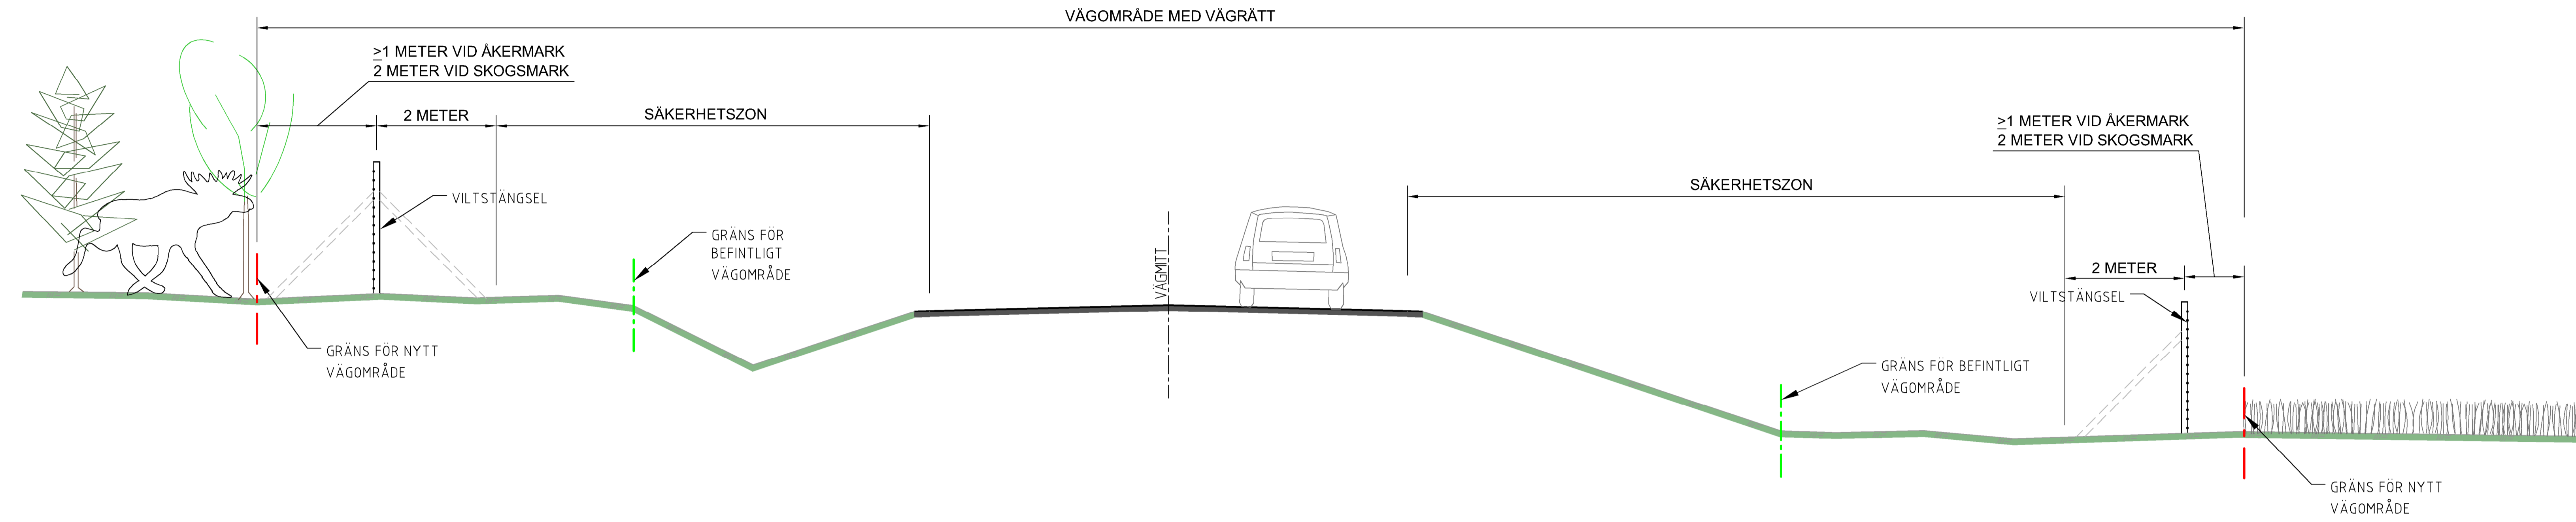 VÄGOMRÅDE MED VÄGRÄTT
≥1 METER VID ÅKERMARK
2 METER VID SKOGSMARK
2 METER
SÄKERHETSZON
VILTSTÄNGSEL
GRÄNS FÖR
BEFINTLIGT
VÄGOMRÅDE
GRÄNS FÖR NYTT
VÄGOMRÅDE
VÄGMITT
SÄKERHETSZON
≥1 METER VID ÅKERMARK
2 METER VID SKOGSMARK
2 METER
VILTSTÄNGSEL
GRÄNS FÖR BEFINTLIGT
VÄGOMRÅDE
GRÄNS FÖR NYTT
VÄGOMRÅDE